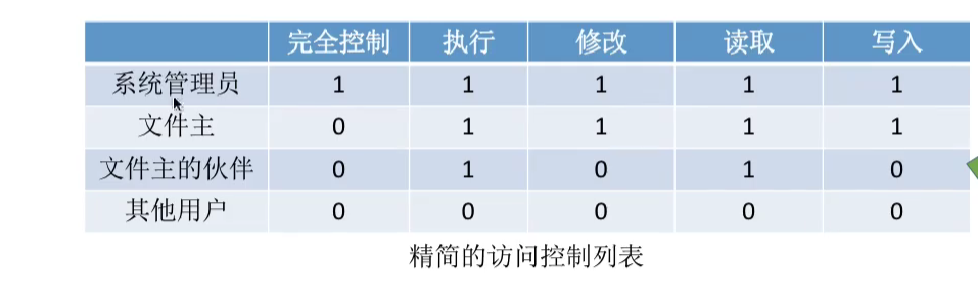 完全控制 执行 修改 读取 写入
系统管理员 1 1 1 1 1
文件主 0 1 1 1 1
文件主的伙伴 0 1 0 1 0
其他用户 0 0 0 0 0
精简的访问控制列表